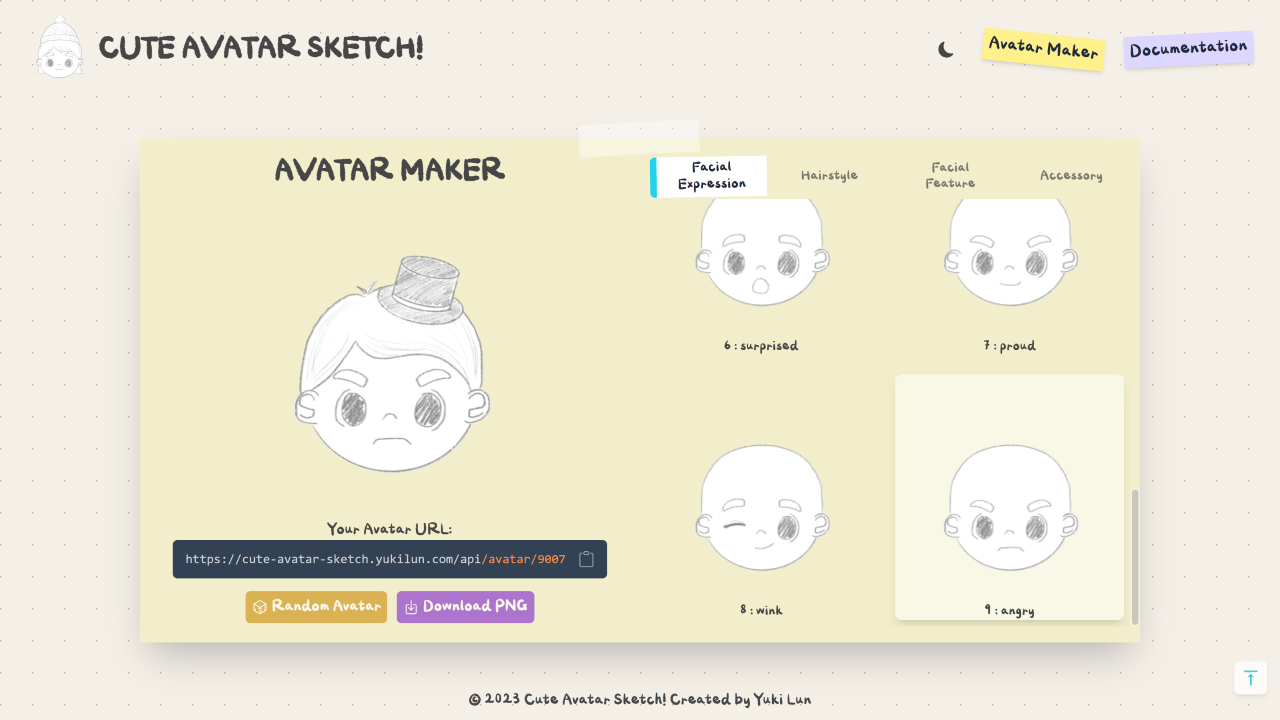 CUTE AVATAR SKETCH!
Avatar Maker
Documentation
AVATAR MAKER
Facial
Expression
Hairstyle
Facial
Feature
Accessory
6 : surprised
7 : proud
8 : wink
9 : angry
Your Avatar URL:
https://cute-avatar-sketch.yukilun.com/api/avatar/9007
Random Avatar
Download PNG
© 2023 Cute Avatar Sketch! Created by Yuki Lun